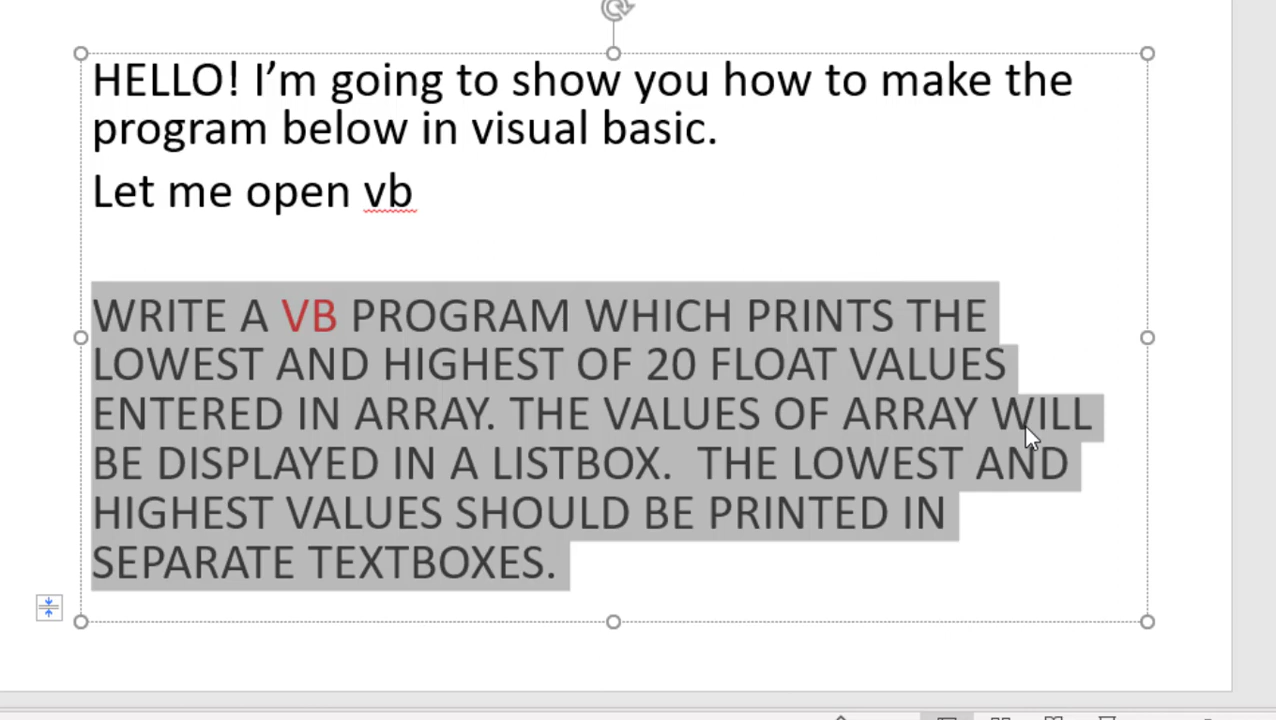 HELLO! I’m going to show you how to make the
program below in visual basic.
Let me open vb
WRITE A VB PROGRAM WHICH PRINTS THE
LOWEST AND HIGHEST OF 20 FLOAT VALUES
ENTERED IN ARRAY. THE VALUES OF ARRAY WILL
BE DISPLAYED IN A LISTBOX.  THE LOWEST AND
HIGHEST VALUES SHOULD BE PRINTED IN
SEPARATE TEXTBOXES.